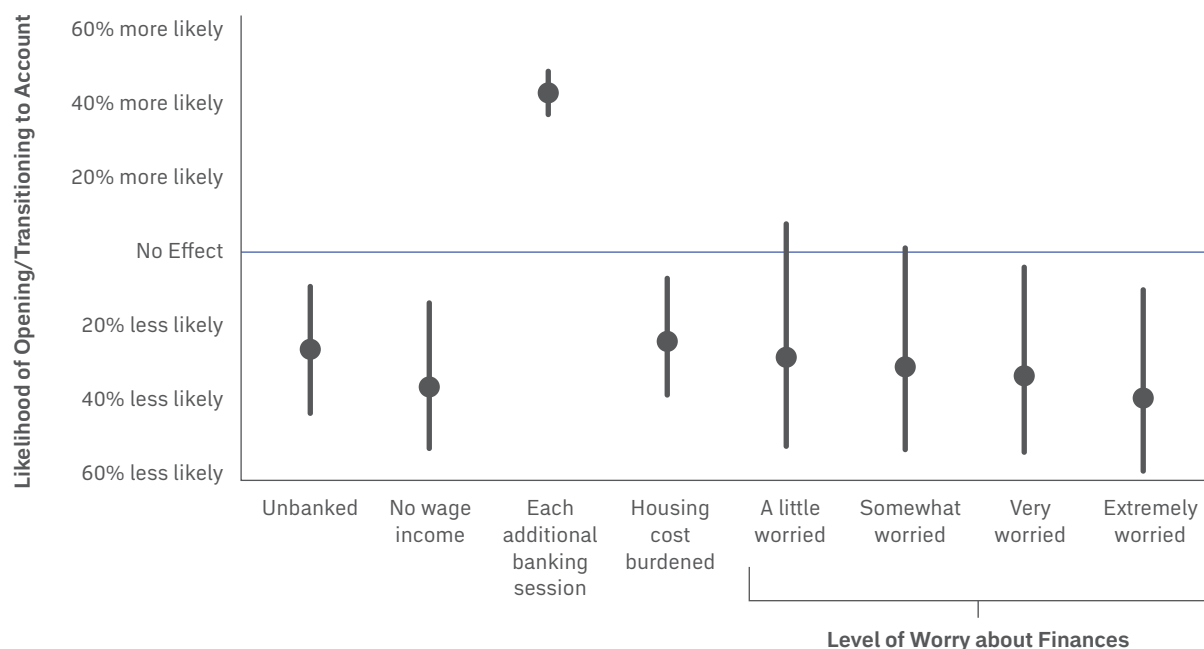 Likelihood of Opening/Transitioning to Account
60% more likely
40% more likely
20% more likely
No Effect
20% less likely
40% less likely
60% less likely
Unbanked
No wage
income
Each
additional
banking
session
Housing
cost
burdened
A little
worried
Somewhat
worried
Very
worried
Extremely
worried
Level of Worry about Finances